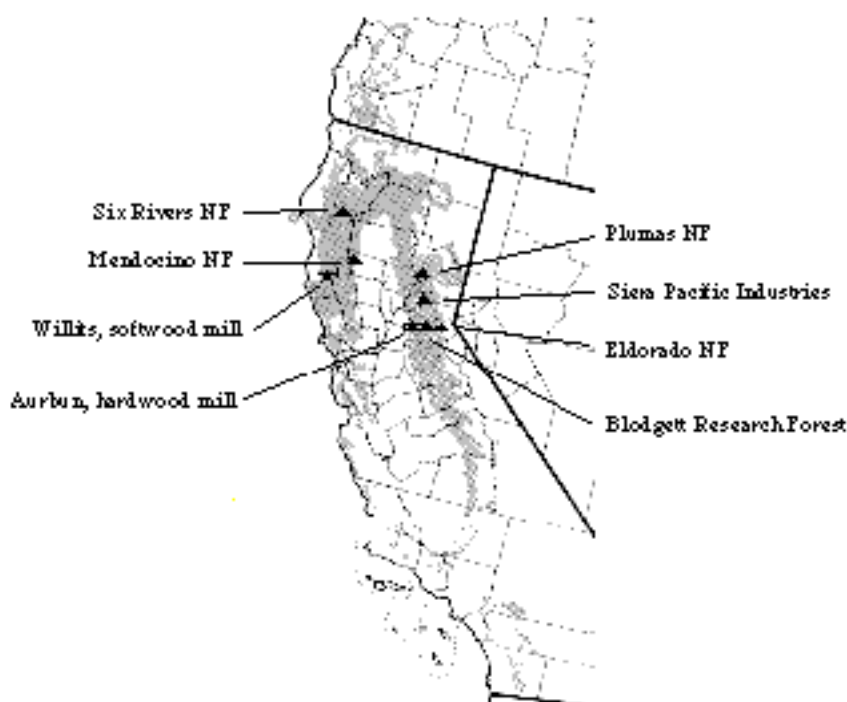 Six Rivers NF
Mendocino NF
Willits, softwood mill
Aurbun, hardwood mill
Plumas NF
Siera Pacific Industries
Eldorado NF
Blodgett Research Forest